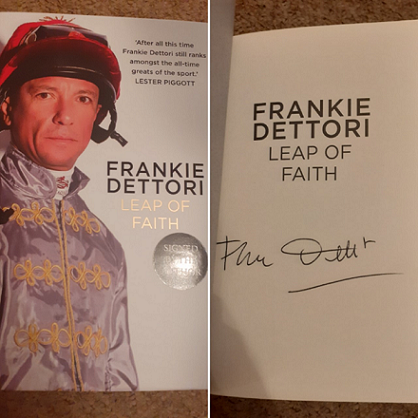 'After all this time
Frankie Dettori still ranks
amongst the all-time
greats of the sport.'
LESTER PIGGOTT
FRANKIE
DETTORI
LEAP OF
FAITH
SIGNED
FRANKIE
DETTORI
LEAP OF
FAITH